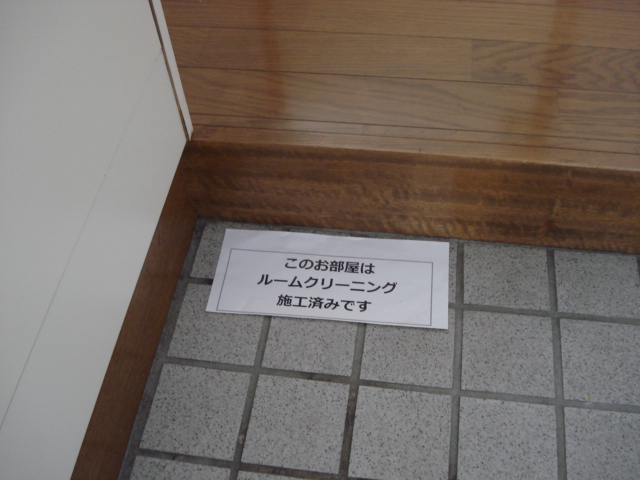 このお部屋は
ルームクリーニング
施工済みです